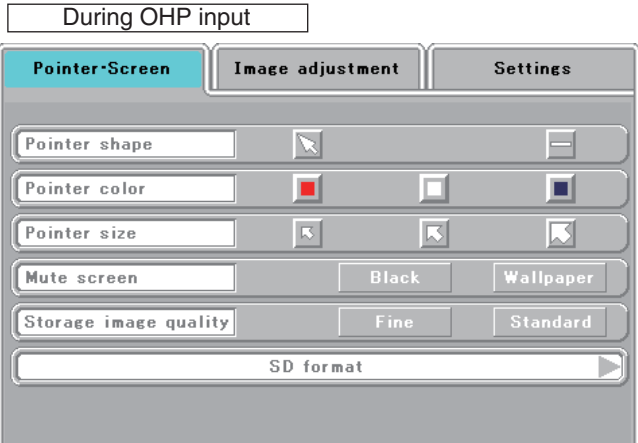 During OHP input
Pointer·Screen Image adjustment Settings
Pointer shape
Pointer color
Pointer size
Mute screen Black Wallpaper
Storage image quality Fine Standard
SD format